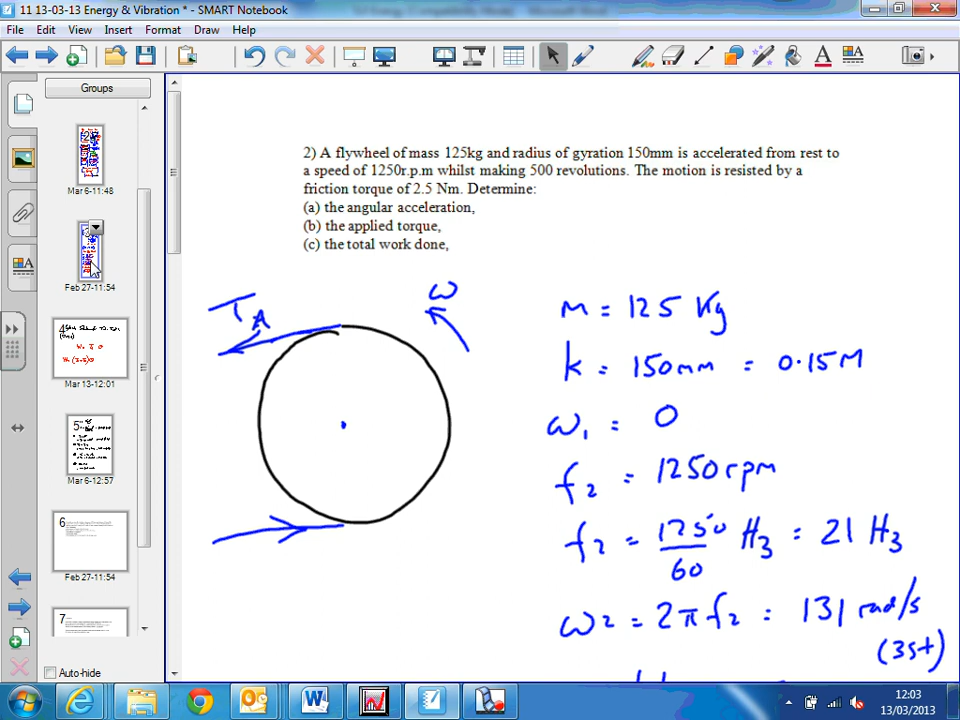 11 13-03-13 Energy & Vibration * - SMART Notebook
File Edit View Insert Format Draw Help
Groups
Mar 6-11:48
Feb 27-11:54
4
Mar 13-12:01
5
Mar 6-12:57
6
Feb 27-11:54
7
Auto-hide
2) A flywheel of mass 125kg and radius of gyration 150mm is accelerated from rest to
a speed of 1250r.p.m whilst making 500 revolutions. The motion is resisted by a
friction torque of 2.5 Nm. Determine:
(a) the angular acceleration,
(b) the applied torque,
(c) the total work done,
TA
ω
M = 125 Kg
k = 150mm = 0.15M
ω1 = 0
f2 = 1250rpm
f2 = 1250/60 Hz = 21 Hz
ω2 = 2πf2 = 131 rad/s
(3sf)
12:03
13/03/2013